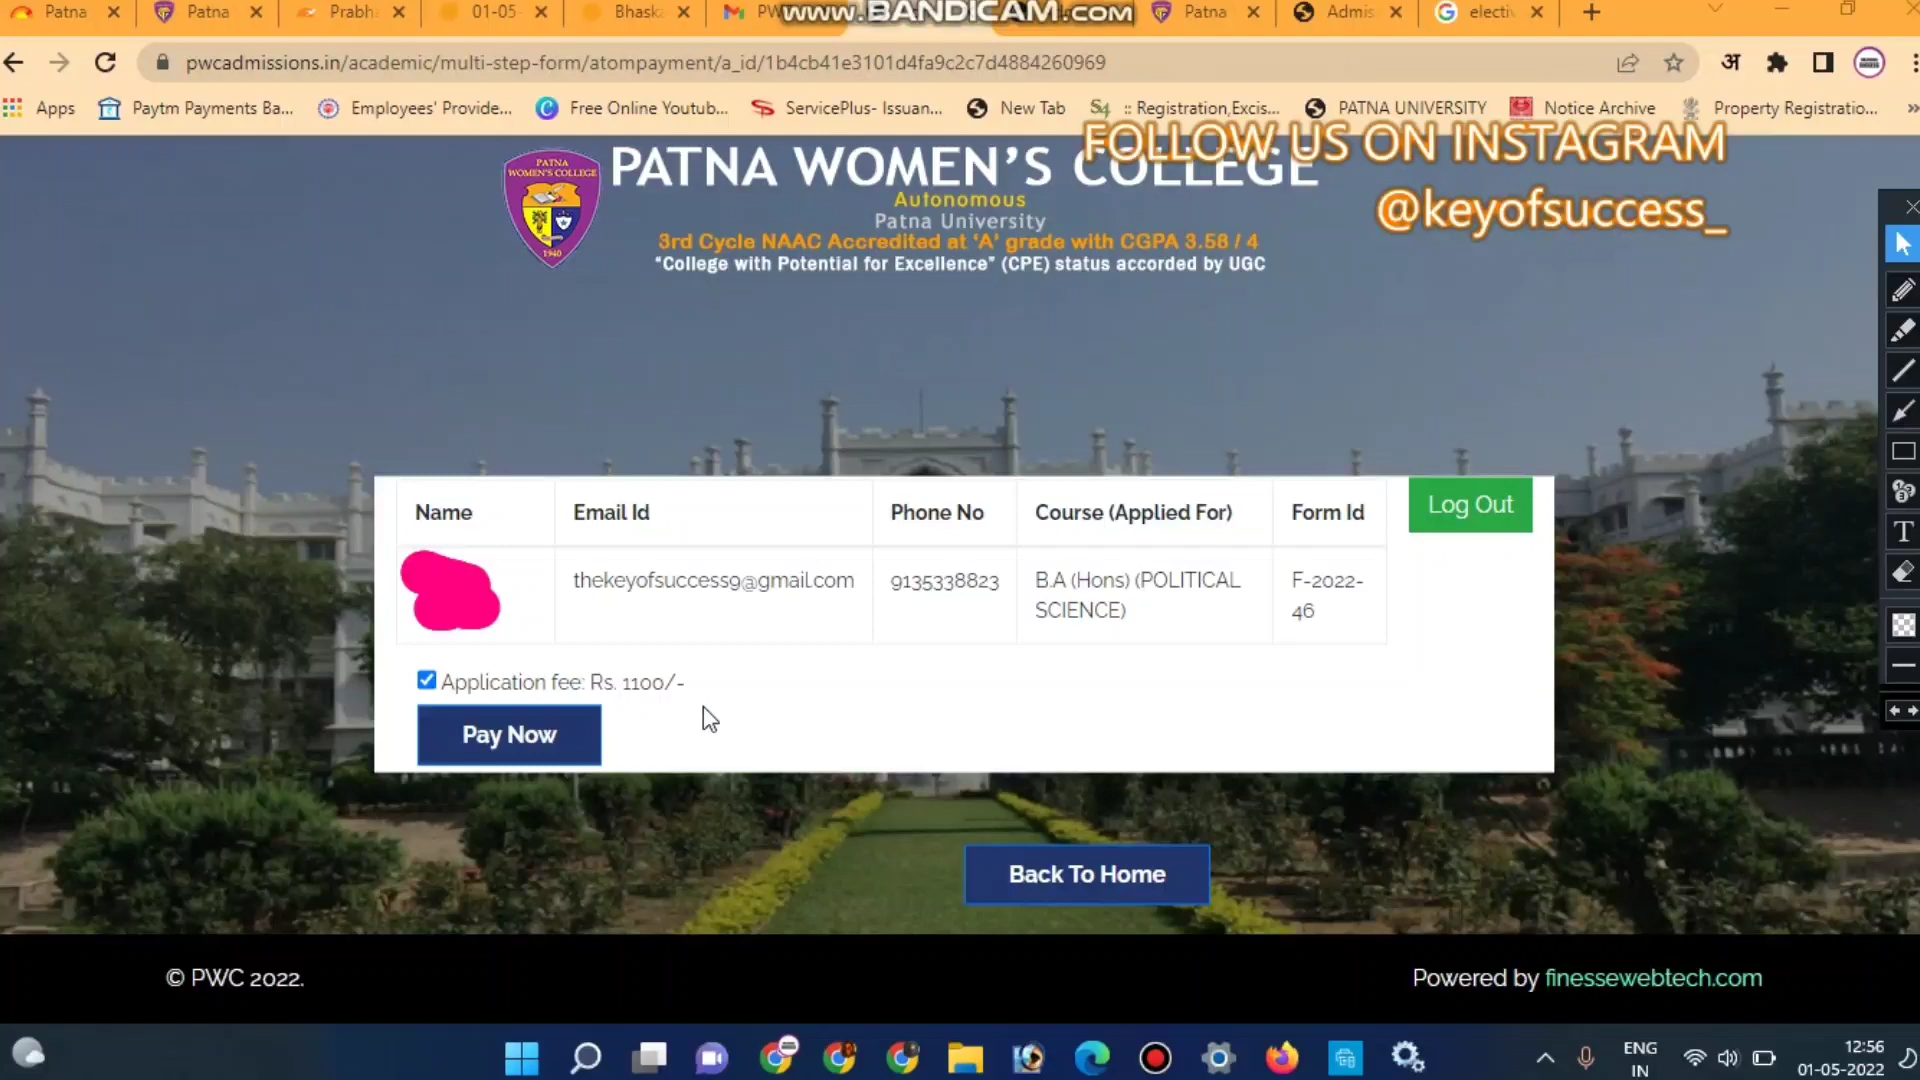 Patna
Patna
Prabh
01-05-
Bhask
PW
www.BANDICAM.com
Patna
Admis
electiv
pwcadmissions.in/academic/multi-step-form/atompayment/a_id/1b4cb41e3101d4fa9c2c7d4884260969
अ
Apps
Paytm Payments Ba...
Employees' Provide...
Free Online Youtub...
ServicePlus- Issuan...
New Tab
:: Registration,Excis...
PATNA UNIVERSITY
Notice Archive
Property Registratio...
»
FOLLOW US ON INSTAGRAM
@keyofsuccess_
PATNA WOMEN'S COLLEGE
1940
PATNA WOMEN'S COLLEGE
Autonomous
Patna University
3rd Cycle NAAC Accredited at 'A' grade with CGPA 3.58 / 4
"College with Potential for Excellence" (CPE) status accorded by UGC
Name
Email Id
Phone No
Course (Applied For)
Form Id
Log Out
thekeyofsuccess9@gmail.com
9135338823
B.A (Hons) (POLITICAL
SCIENCE)
F-2022-
46
Application fee: Rs. 1100/-
Pay Now
Back To Home
© PWC 2022.
Powered by finessewebtech.com
ENG
IN
12:56
01-05-2022